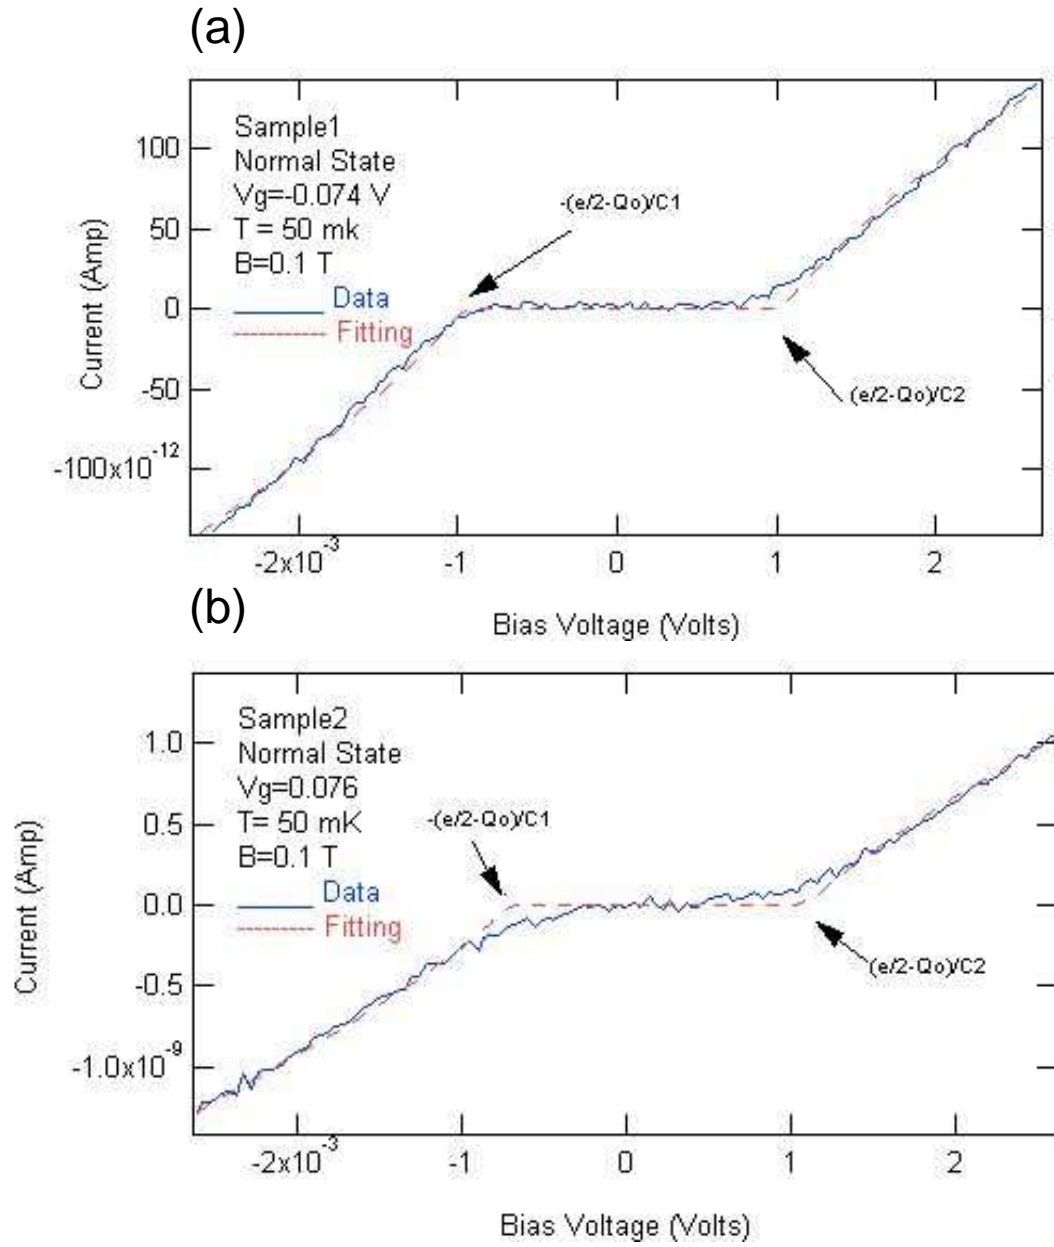 (a)
Sample1
Normal State
Vg=-0.074 V
T = 50 mk
B=0.1 T
Data
Fitting
-(e/2-Qo)/C1
(e/2-Qo)/C2
Current (Amp)
100
50
0
-50
-100x10^-12
-2x10^-3
-1
0
1
2
Bias Voltage (Volts)
(b)
Sample2
Normal State
Vg=0.076
T= 50 mK
B=0.1 T
Data
Fitting
-(e/2-Qo)/C1
(e/2-Qo)/C2
Current (Amp)
1.0
0.5
0.0
-0.5
-1.0x10^-9
-2x10^-3
-1
0
1
2
Bias Voltage (Volts)